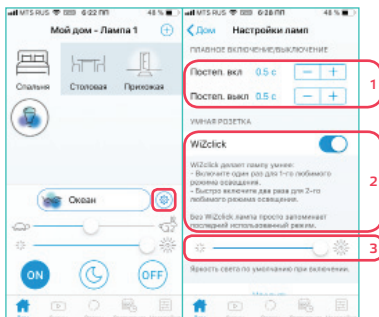 MTS RUS 6:22 ПП 48 %
Мой дом - Лампа 1
Спальня Столовая Прихожая
Океан
ON OFF
MTS RUS 6:28 ПП 48 %
Дом Настройки ламп
ПЛАВНОЕ ВКЛЮЧЕНИЕ/ВЫКЛЮЧЕНИЕ
Постеп. вкл 0.5 с − +
Постеп. выкл 0.5 с − +
1
УМНАЯ РОЗЕТКА
WiZclick
WiZclick делает лампу умнее:
- Включите один раз для 1-го любимого
режима освещения.
- Быстро включите два раза для 2-го
любимого режима освещения.
Без WiZclick лампа просто запоминает
последний использованный режим.
2
3
Яркость света по умолчанию при включении.